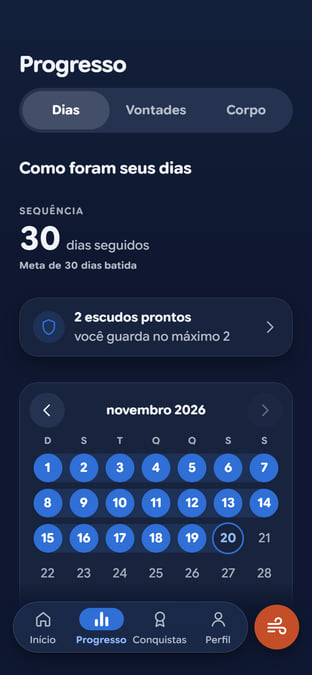 Progresso
Dias Vontades Corpo
Como foram seus dias
SEQUÊNCIA
30 dias seguidos
Meta de 30 dias batida
2 escudos prontos
você guarda no máximo 2
novembro 2026
D S T Q Q S S
1 2 3 4 5 6 7
8 9 10 11 12 13 14
15 16 17 18 19 20 21
22 23 24 25 26 27 28
Início Progresso Conquistas Perfil